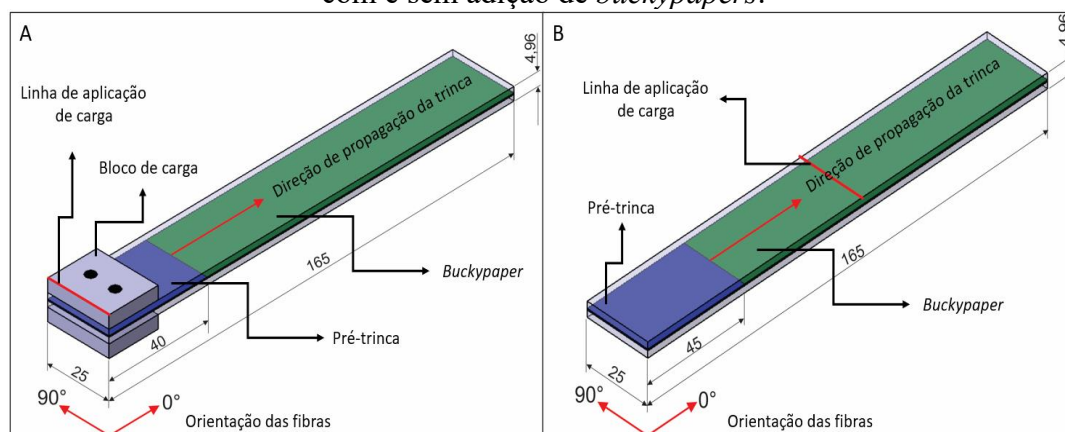 com e sem adição de buckypapers.
A
Linha de aplicação
de carga
Bloco de carga
Direção de propagação da trinca
4,96
165
Buckypaper
Pré-trinca
40
25
90°
0°
Orientação das fibras
B
Linha de aplicação
de carga
Pré-trinca
Direção de propagação da trinca
4,96
165
Buckypaper
45
25
90°
0°
Orientação das fibras